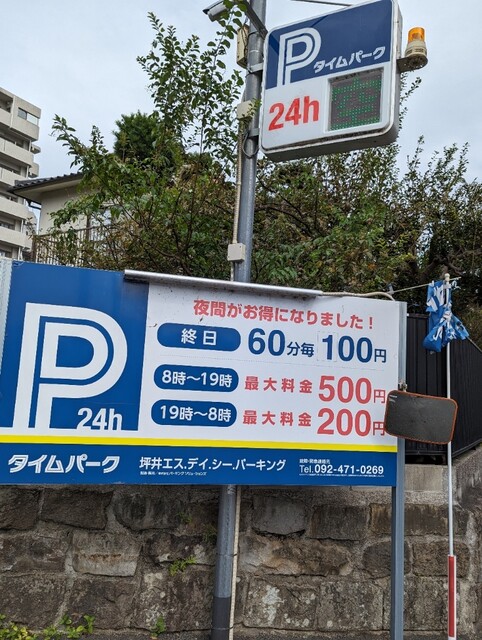 P タイムパーク
24h
夜間がお得になりました！
終日 60分毎 100円
8時〜19時 最大料金 500円
19時〜8時 最大料金 200円
P 24h
タイムパーク 坪井エス.デイ.シー.パーキング
Tel.092-471-0269